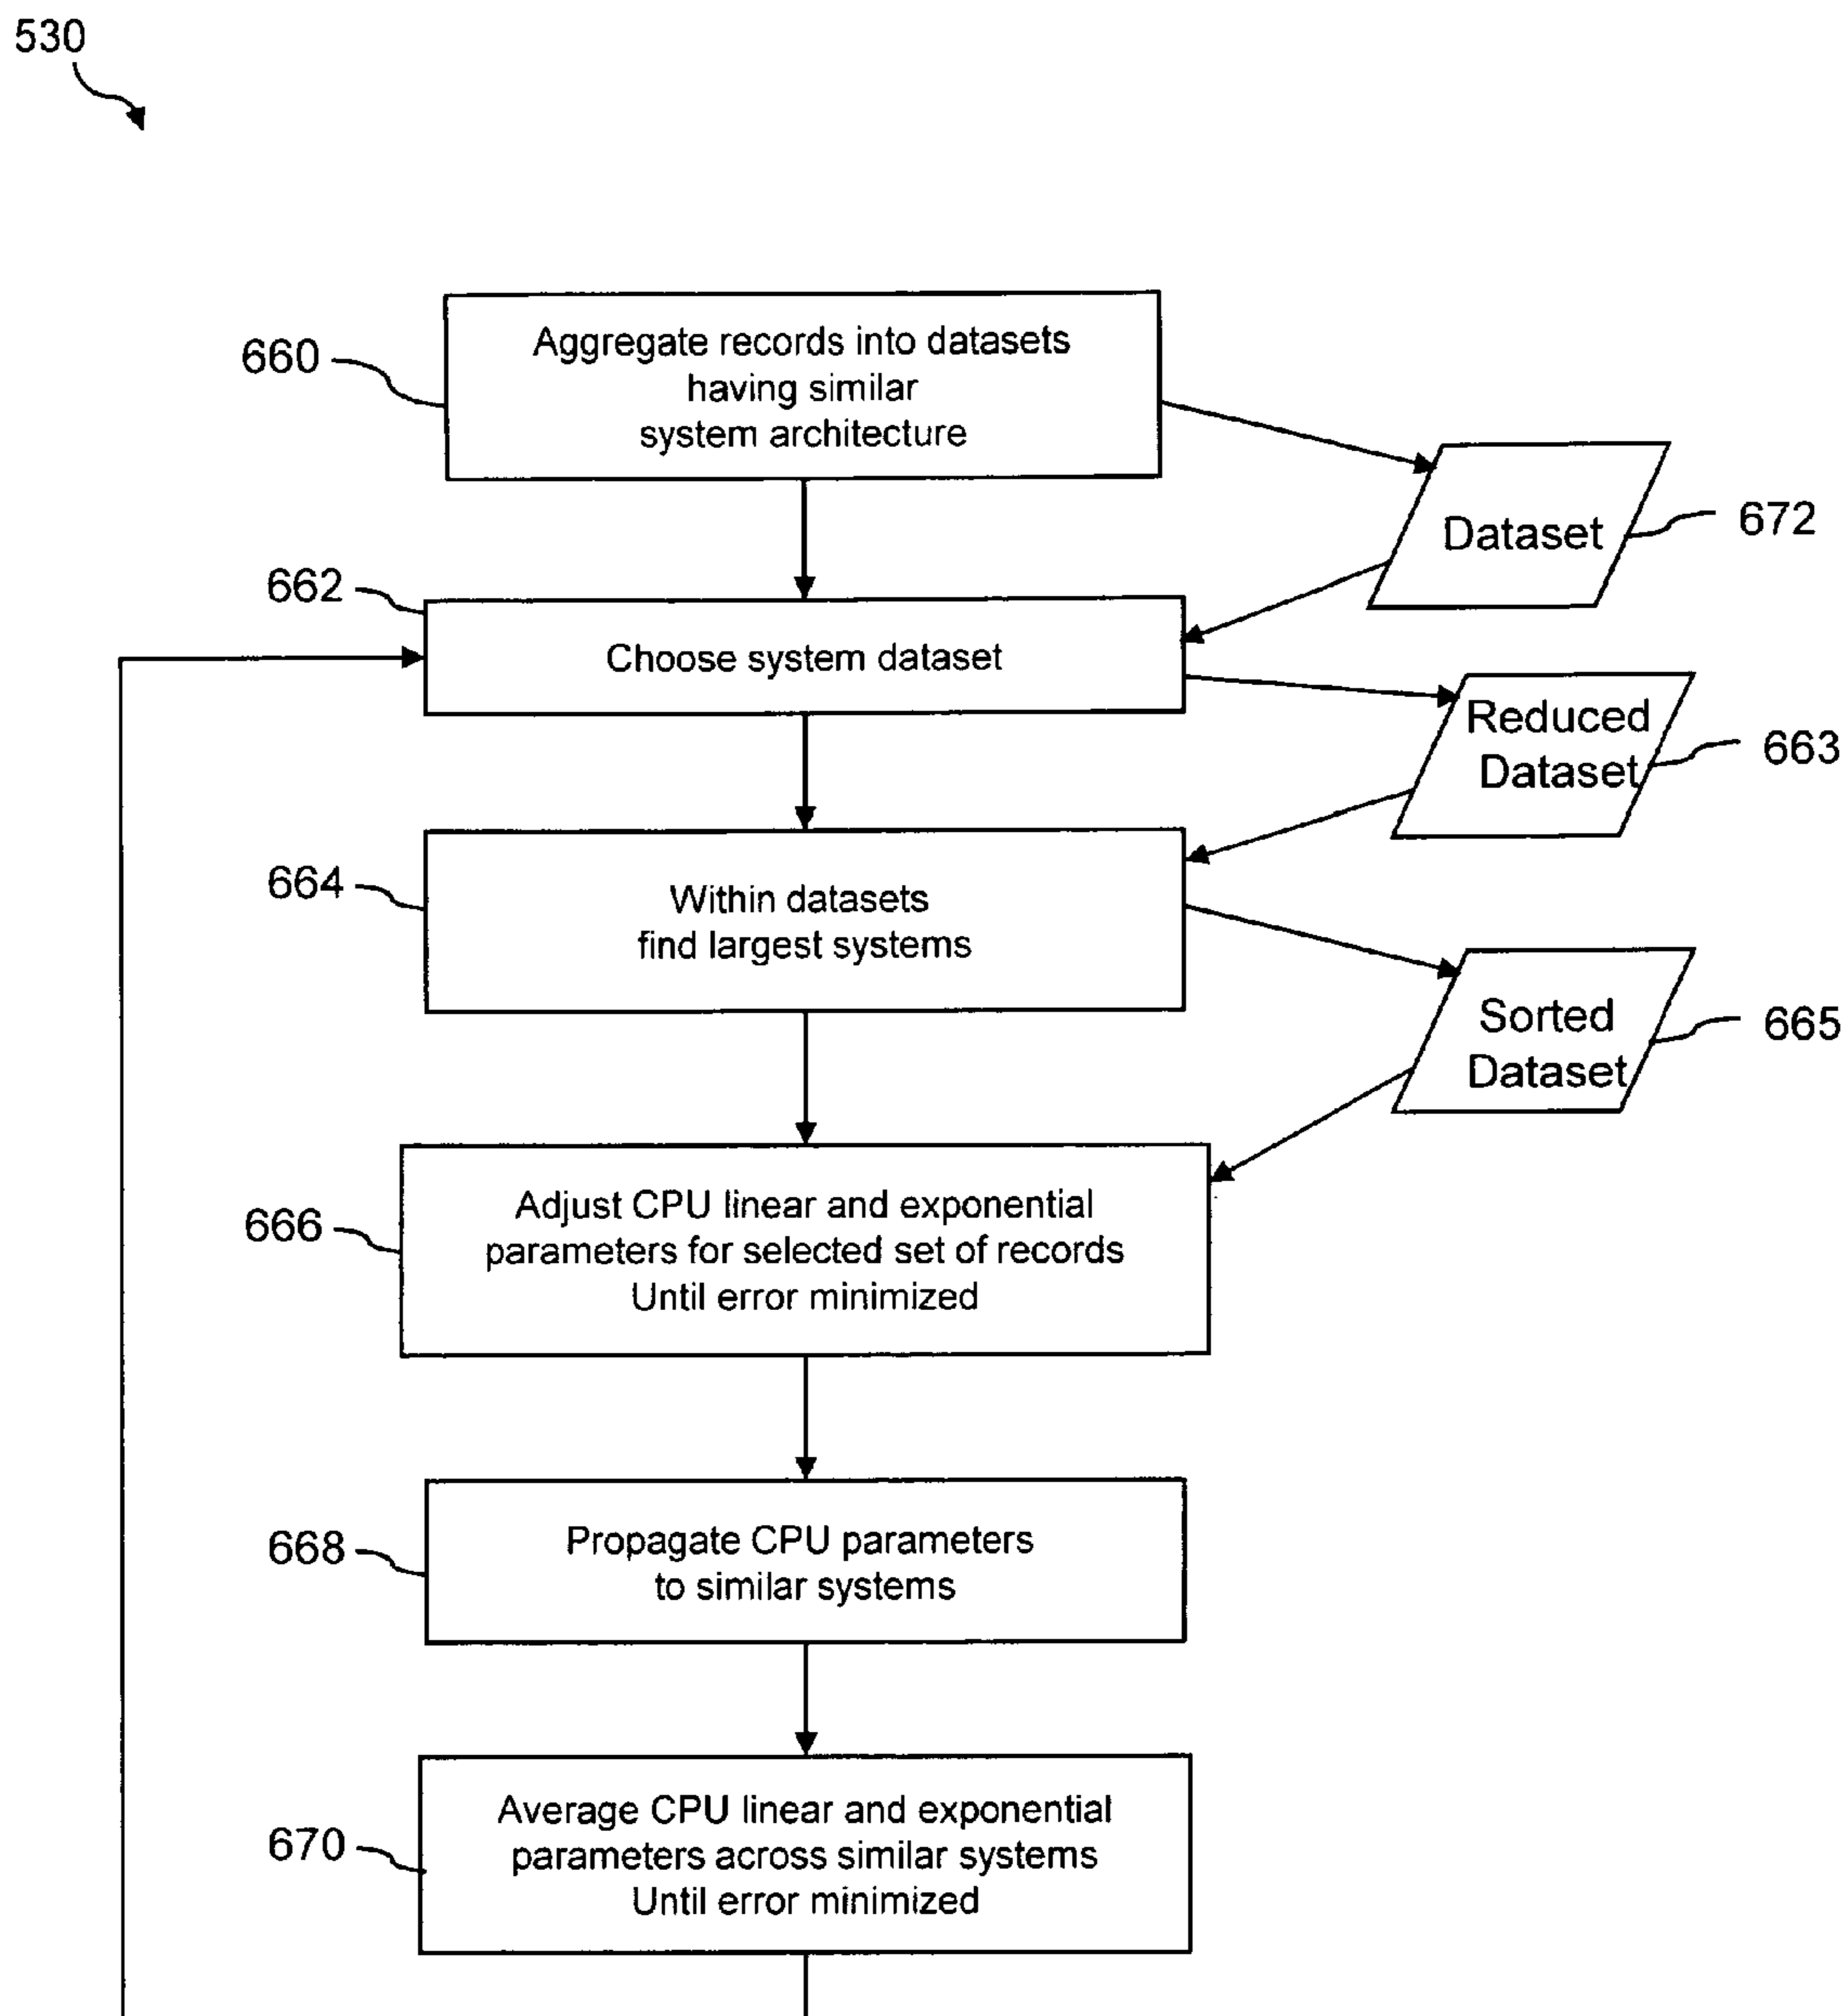 530
660
Aggregate records into datasets
having similar
system architecture
Dataset
672
662
Choose system dataset
Reduced
Dataset
663
664
Within datasets
find largest systems
Sorted
Dataset
665
666
Adjust CPU linear and exponential
parameters for selected set of records
Until error minimized
668
Propagate CPU parameters
to similar systems
670
Average CPU linear and exponential
parameters across similar systems
Until error minimized